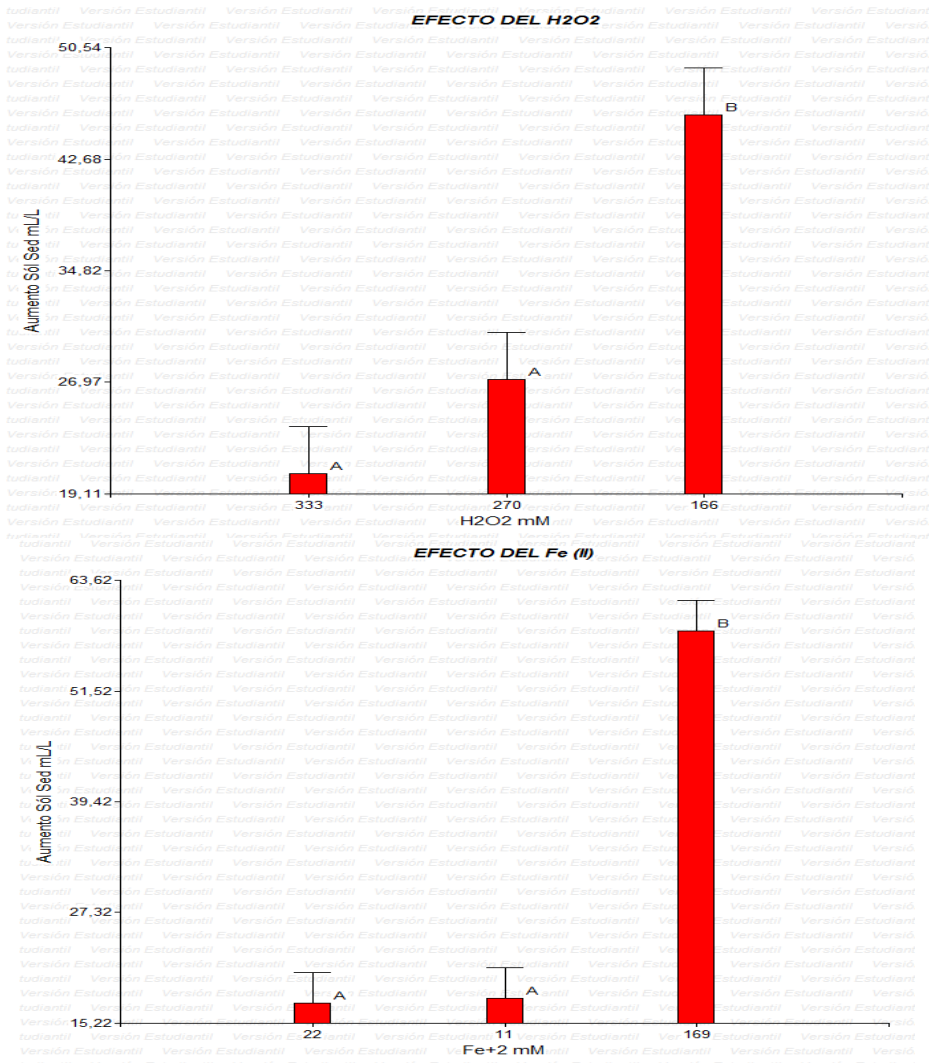 EFECTO DEL H2O2
50,54
B
42,68
34,82
Aumento Sól Sed mL/L
26,97
A
A
19,11
333 270 166
H2O2 mM
EFECTO DEL Fe (II)
63,62
B
51,52
39,42
Aumento Sól Sed mL/L
27,32
A A
15,22
22 11 169
Fe+2 mM
Versión Estudiantil